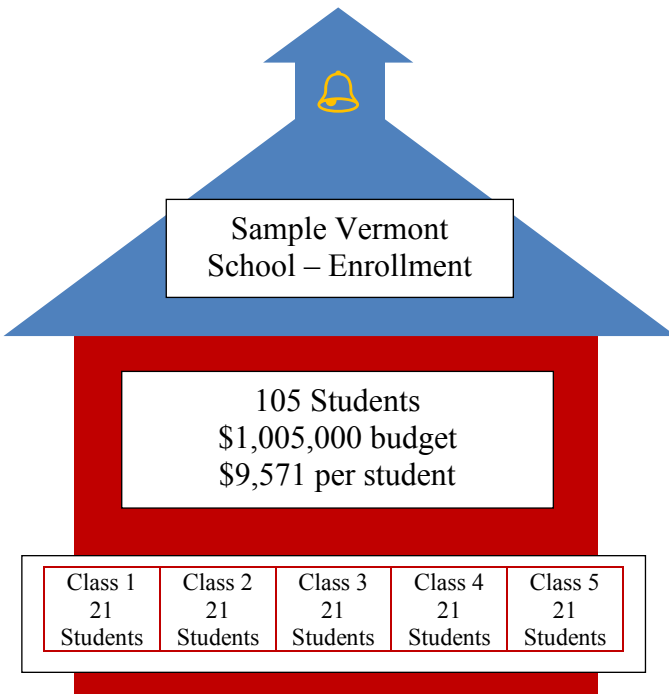 Sample Vermont
School – Enrollment
105 Students
$1,005,000 budget
$9,571 per student
Class 1
21
Students
Class 2
21
Students
Class 3
21
Students
Class 4
21
Students
Class 5
21
Students